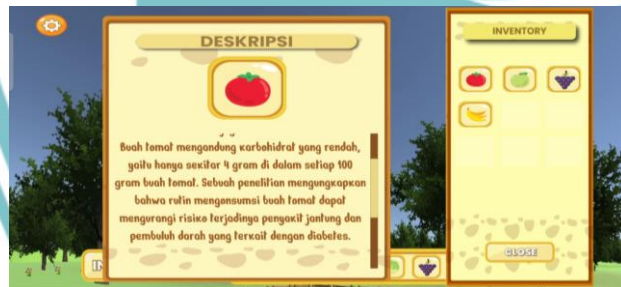 DESKRIPSI
Buah tomat mengandung karbohidrat yang rendah,
yaitu hanya sekitar 4 gram di dalam setiap 100
gram buah tomat. Sebuah penelitian mengungkapkan
bahwa rutin mengonsumsi buah tomat dapat
mengurangi risiko terjadinya penyakit jantung dan
pembuluh darah yang terkait dengan diabetes.
INVENTORY
CLOSE